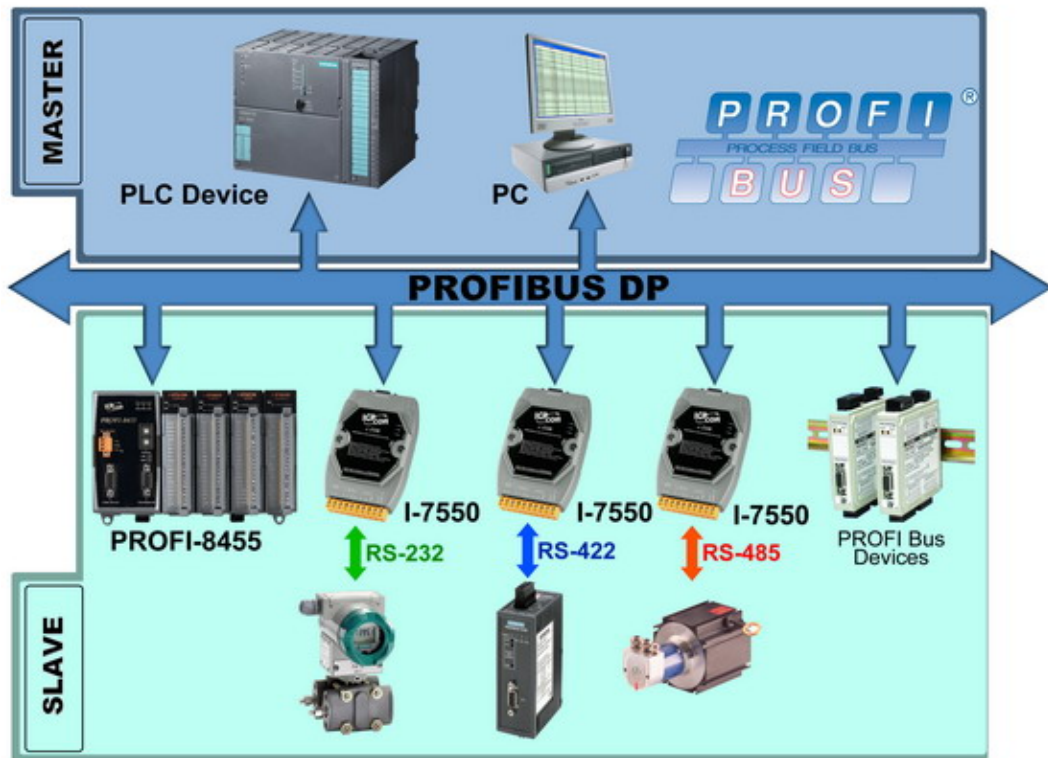 MASTER
PLC Device
PC
PROFI®
PROCESS FIELD BUS
BUS
PROFIBUS DP
SLAVE
PROFI-8455
I-7550
I-7550
I-7550
PROFI Bus
Devices
RS-232
RS-422
RS-485